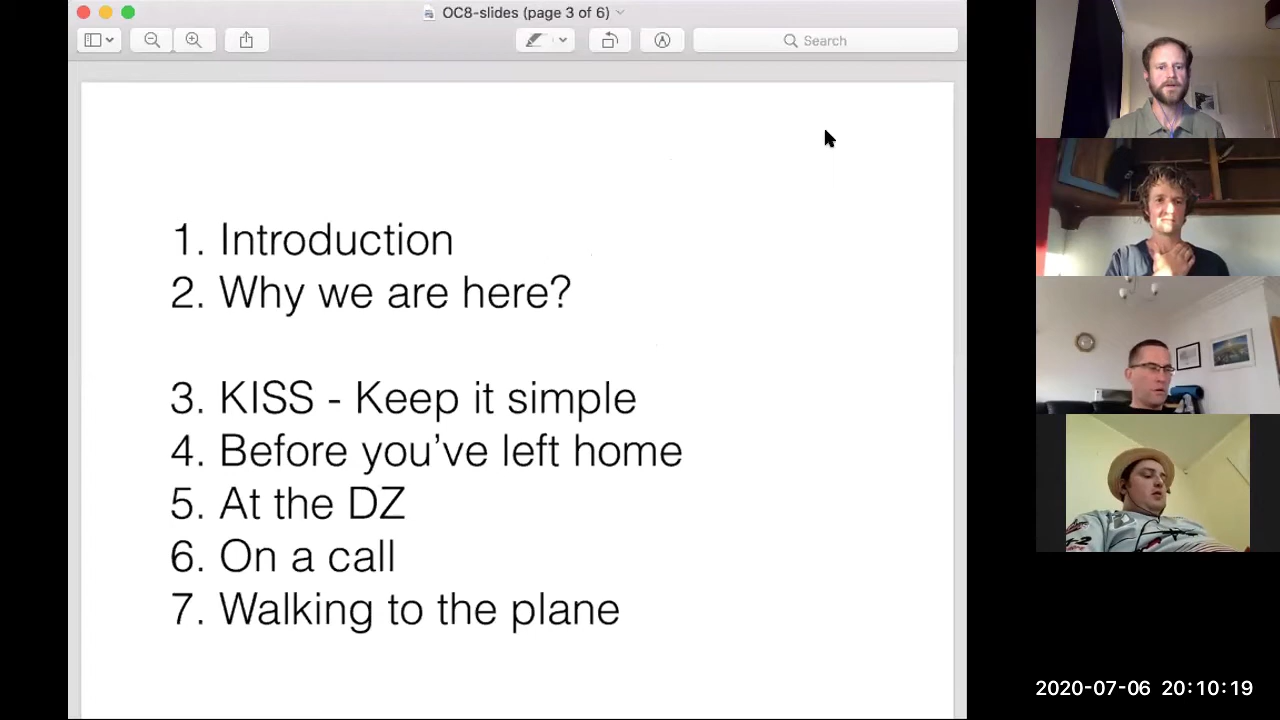 OC8-slides (page 3 of 6)
Search
1. Introduction
2. Why we are here?
3. KISS - Keep it simple
4. Before you’ve left home
5. At the DZ
6. On a call
7. Walking to the plane
2020-07-06 20:10:19